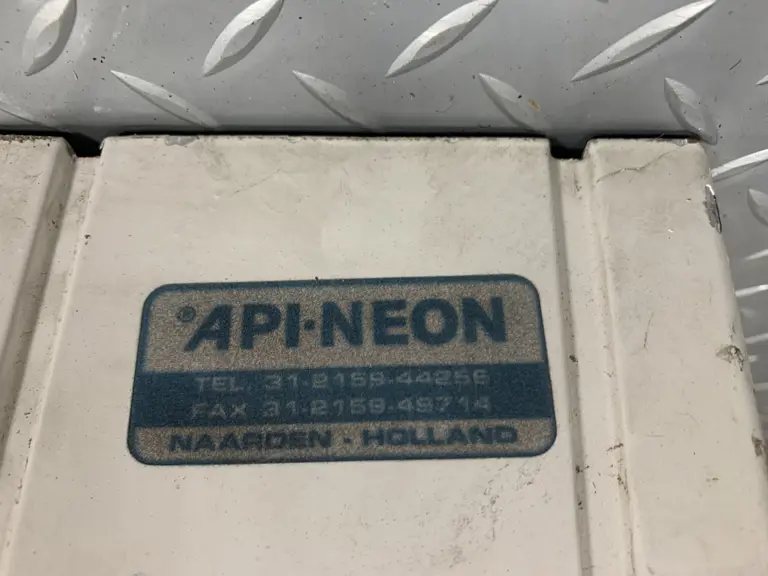 ® API·NEON
TEL. 31-2159-44256
FAX 31-2159-49714
NAARDEN - HOLLAND